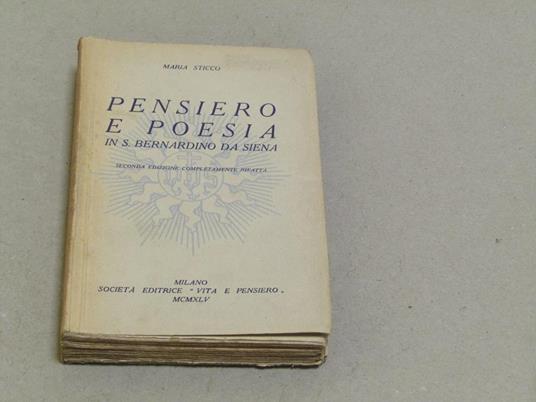 MARIA STICCO
PENSIERO
E POESIA
IN S. BERNARDINO DA SIENA
SECONDA EDIZIONE COMPLETAMENTE RIFATTA
MILANO
SOCIETÀ EDITRICE "VITA E PENSIERO"
MCMXLV